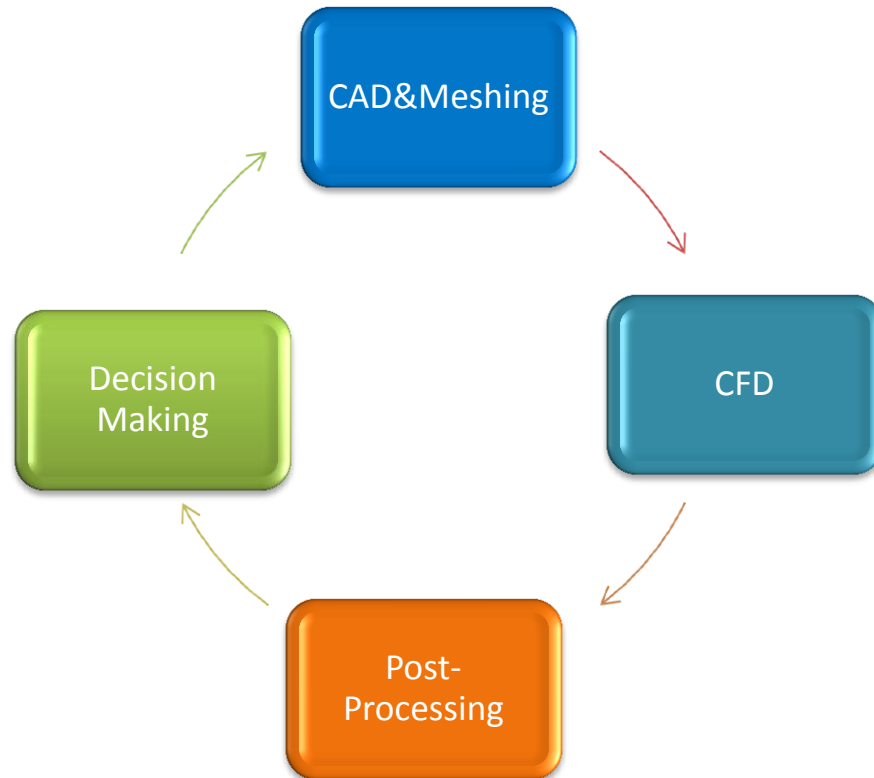 CAD&Meshing
CFD
Post-
Processing
Decision
Making